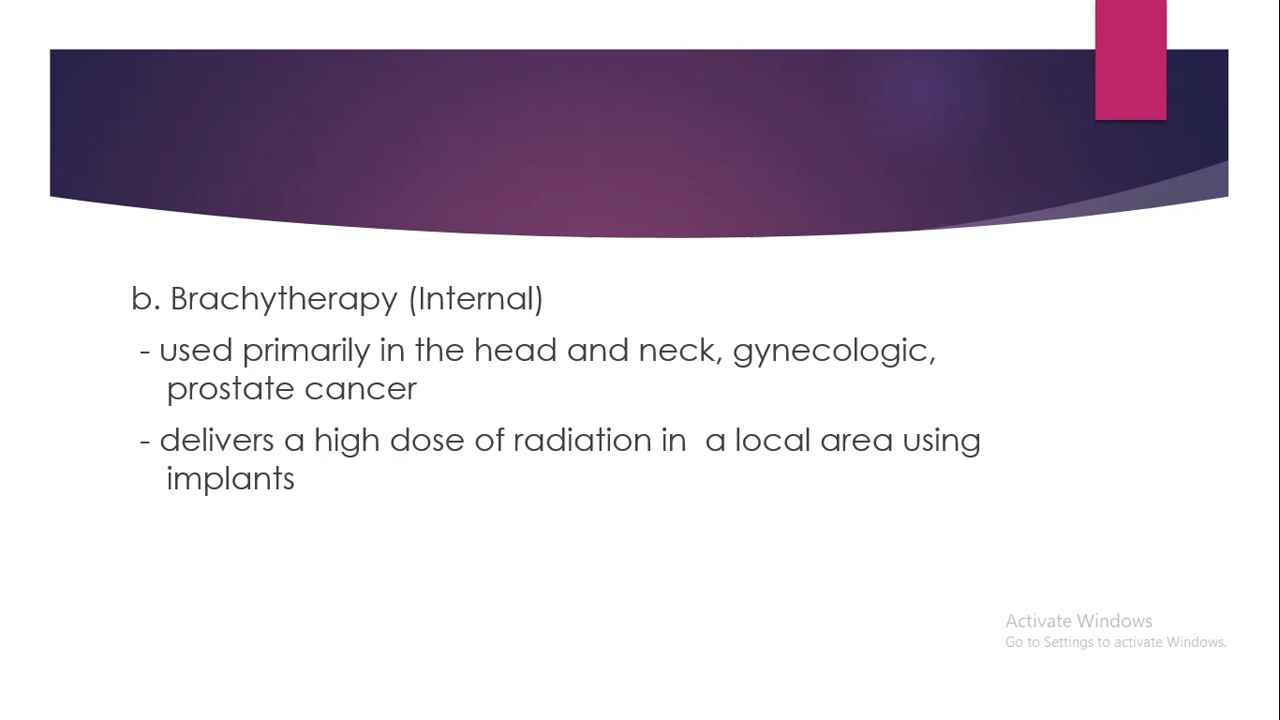 b. Brachytherapy (Internal)
- used primarily in the head and neck, gynecologic,
prostate cancer
- delivers a high dose of radiation in  a local area using
implants
Activate Windows
Go to Settings to activate Windows.